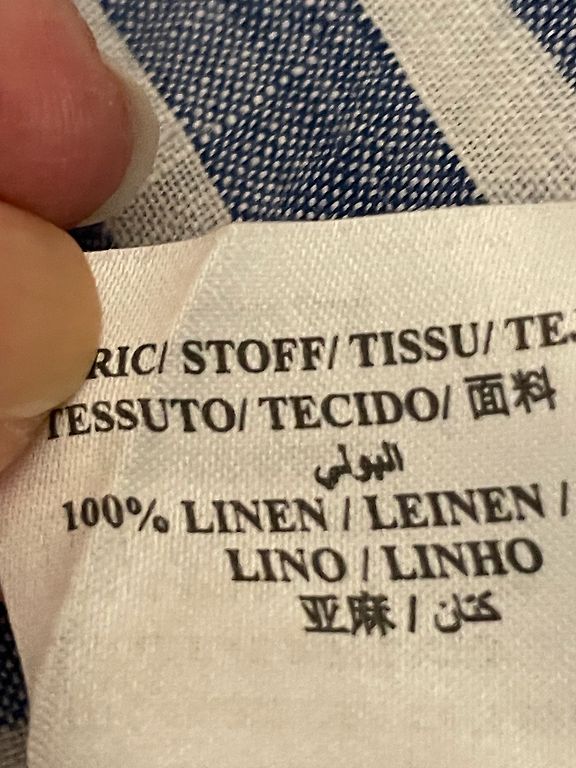 RIC/ STOFF/ TISSU/ TE
TESSUTO/ TECIDO/ 面料
البولي
100% LINEN / LEINEN /
LINO / LINHO
亚麻 / كتان